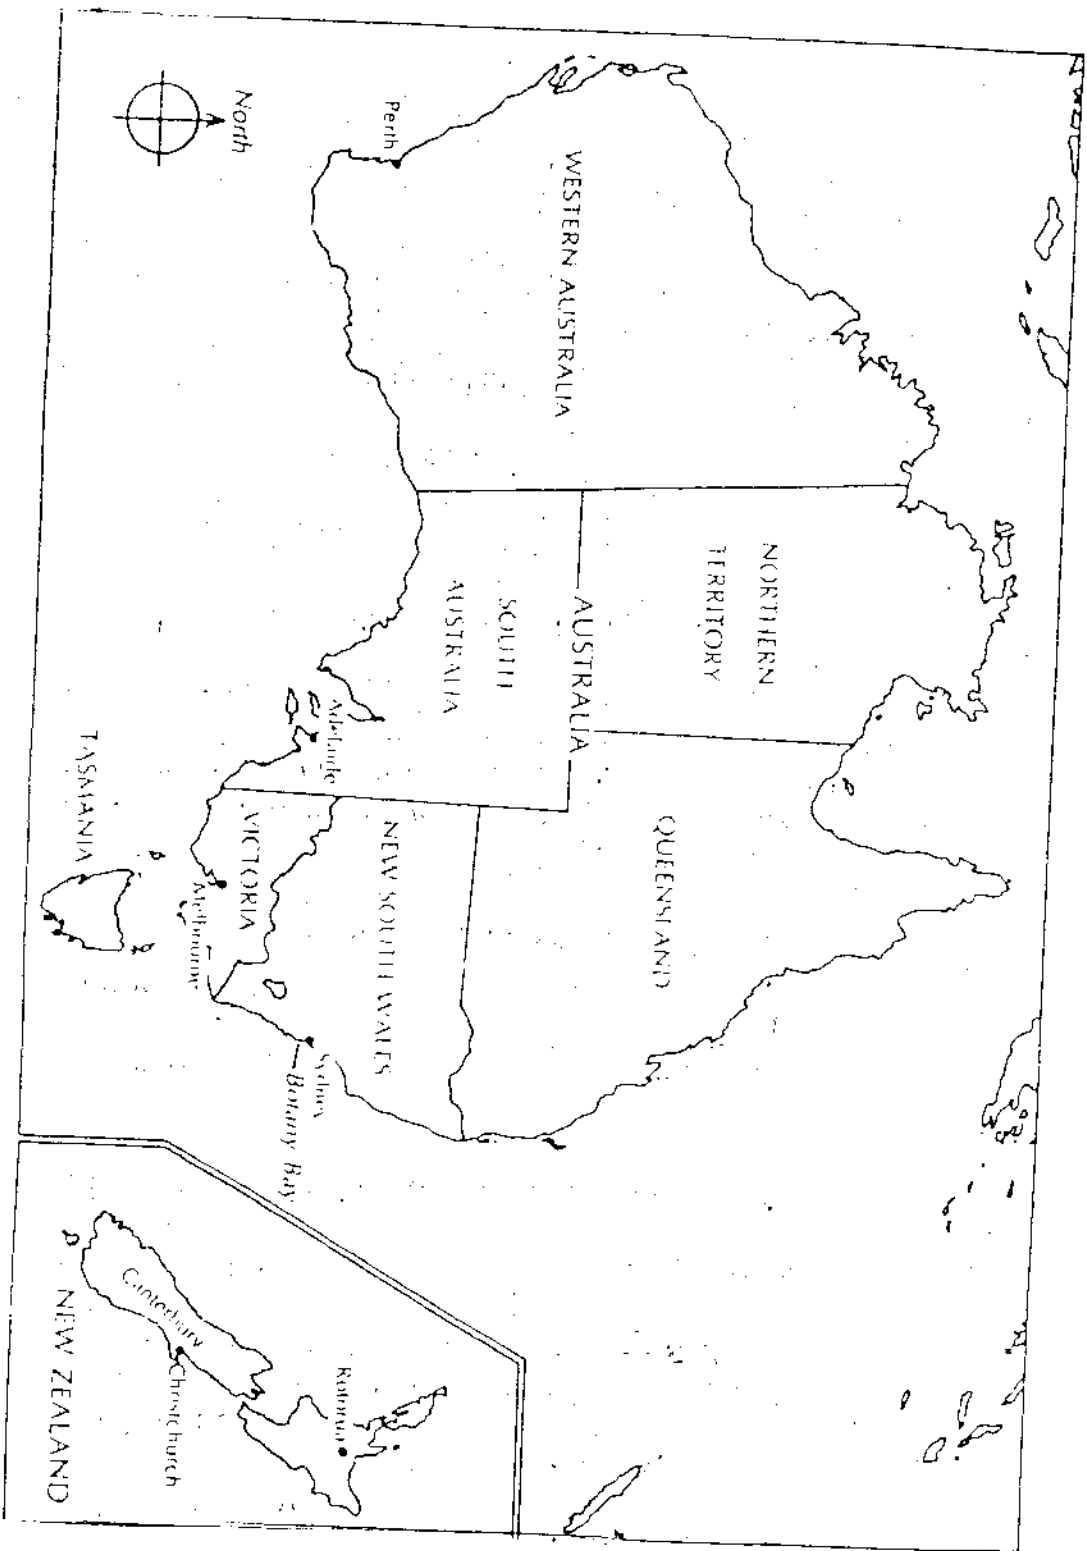 North
Perth
WESTERN AUSTRALIA
NORTHERN
TERRITORY
AUSTRALIA
SOUTH
AUSTRALIA
Adelaide
QUEENSLAND
NEW SOUTH WALES
VICTORIA
Melbourne
TASMANIA
Sydney
Botany Bay
NEW ZEALAND
Canterbury
Christchurch
Rotorua